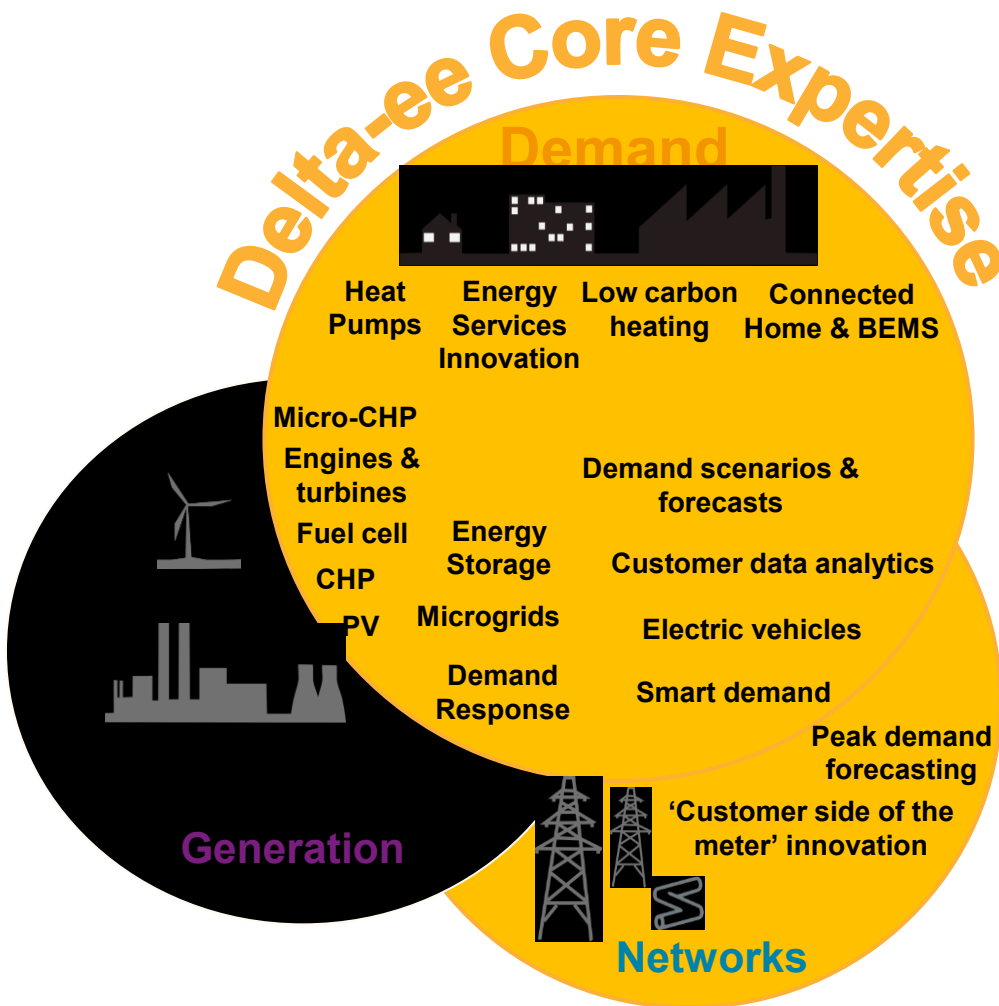 Delta-ee Core Expertise
Demand
Heat
Pumps
Energy
Services
Innovation
Low carbon
heating
Connected
Home & BEMS
Micro-CHP
Engines &
turbines
Fuel cell
CHP
PV
Energy
Storage
Microgrids
Demand
Response
Demand scenarios &
forecasts
Customer data analytics
Electric vehicles
Smart demand
Peak demand
forecasting
‘Customer side of the
meter’ innovation
Generation
Networks